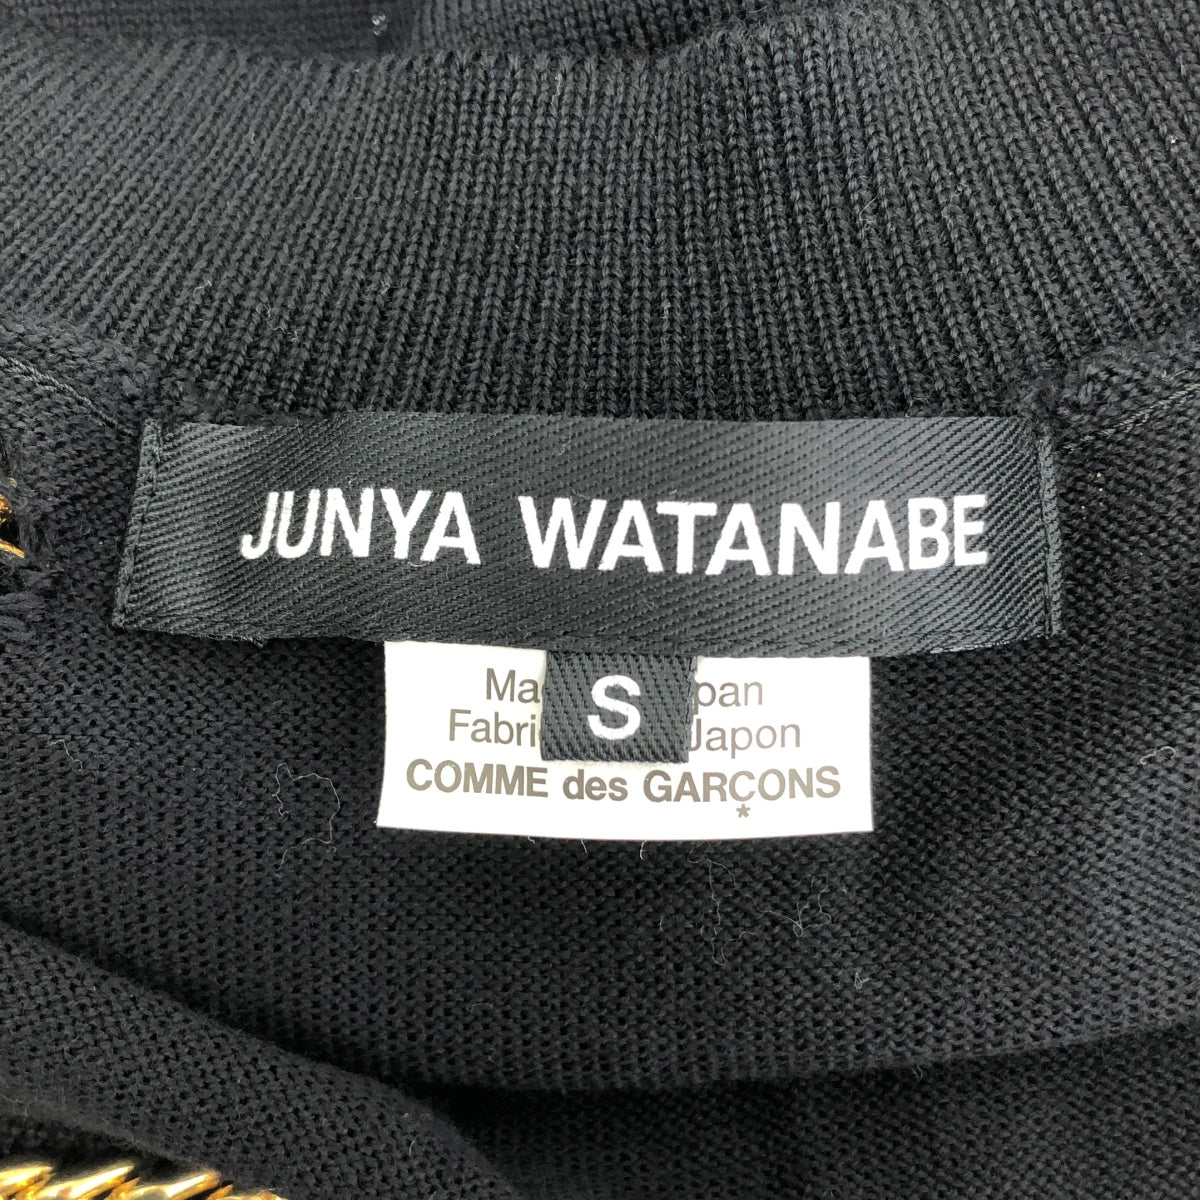 JUNYA WATANABE
S
Ma pan
Fabri Japon
COMME des GARÇONS
*